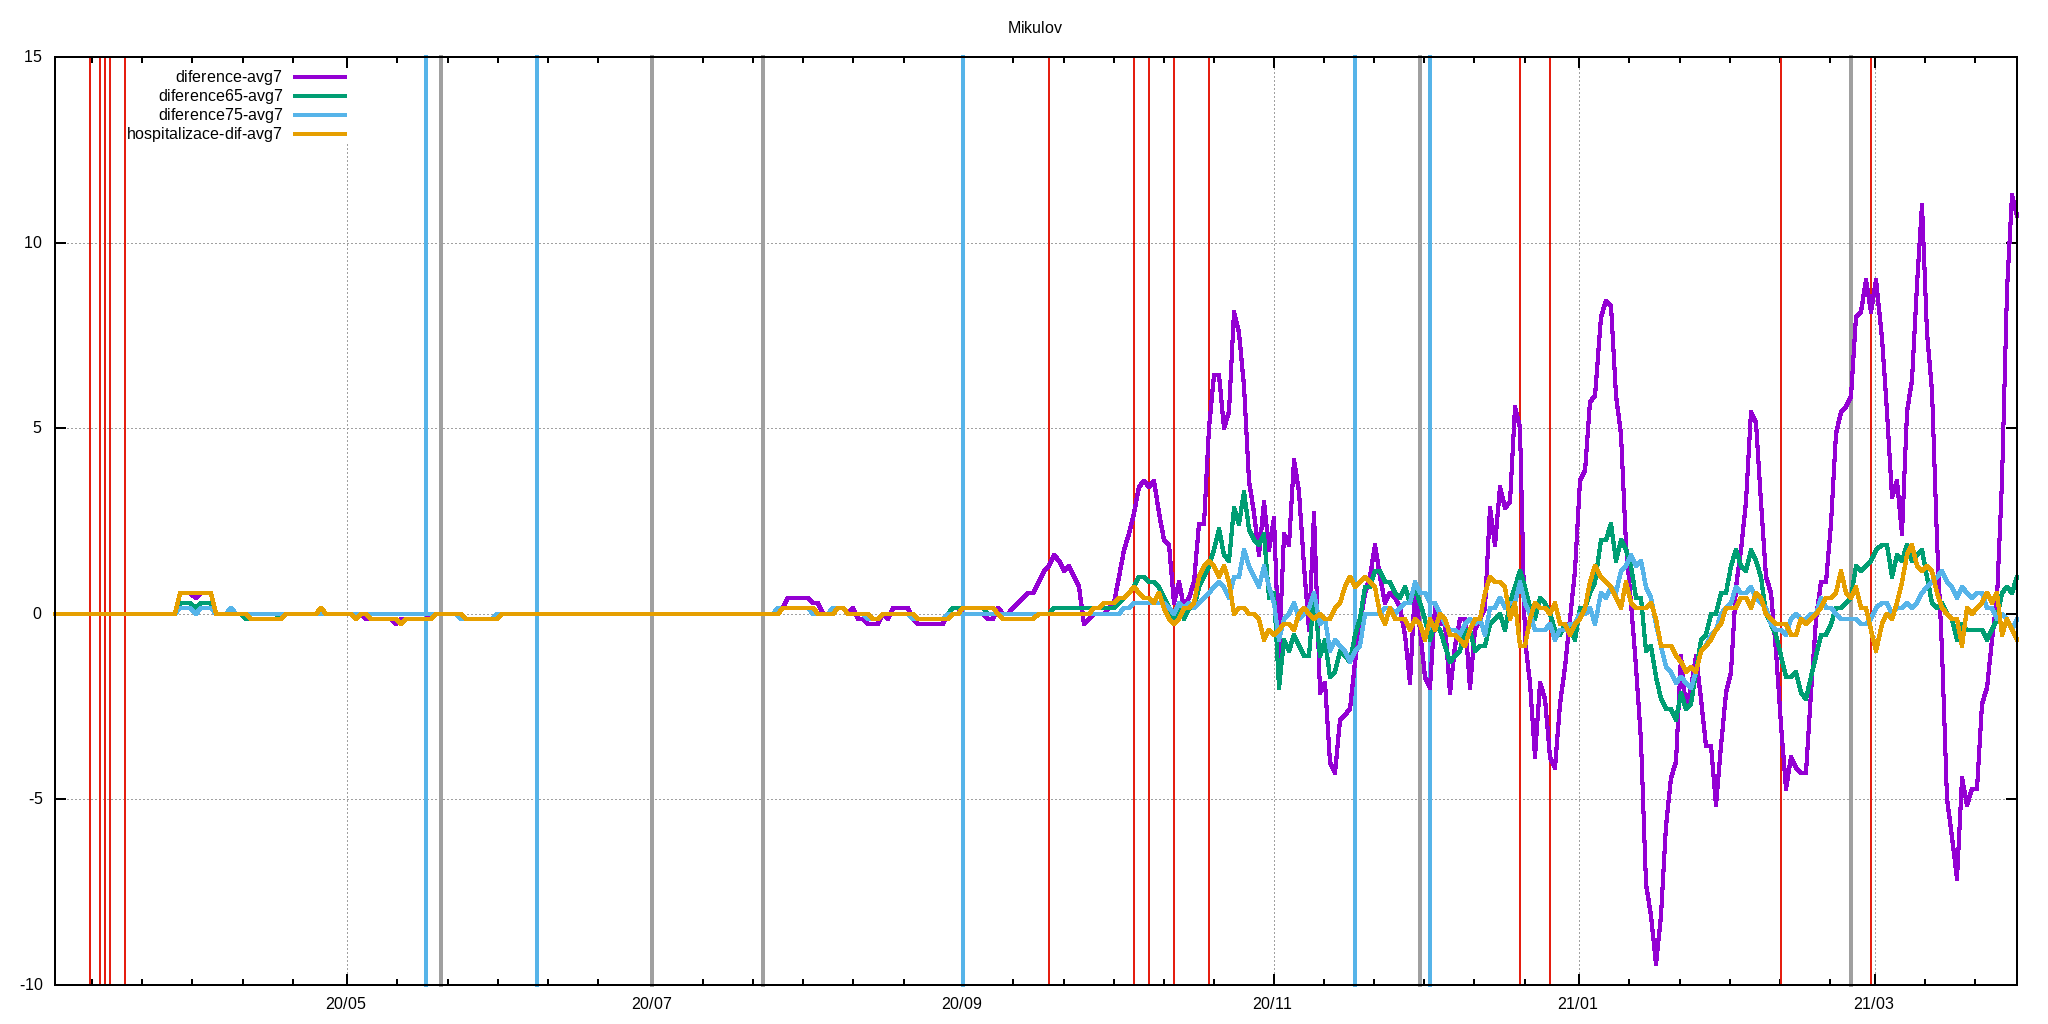 Mikulov
15
diference-avg7
diference65-avg7
diference75-avg7
hospitalizace-dif-avg7
10
5
0
-5
-10
20/05 20/07 20/09 20/11 21/01 21/03